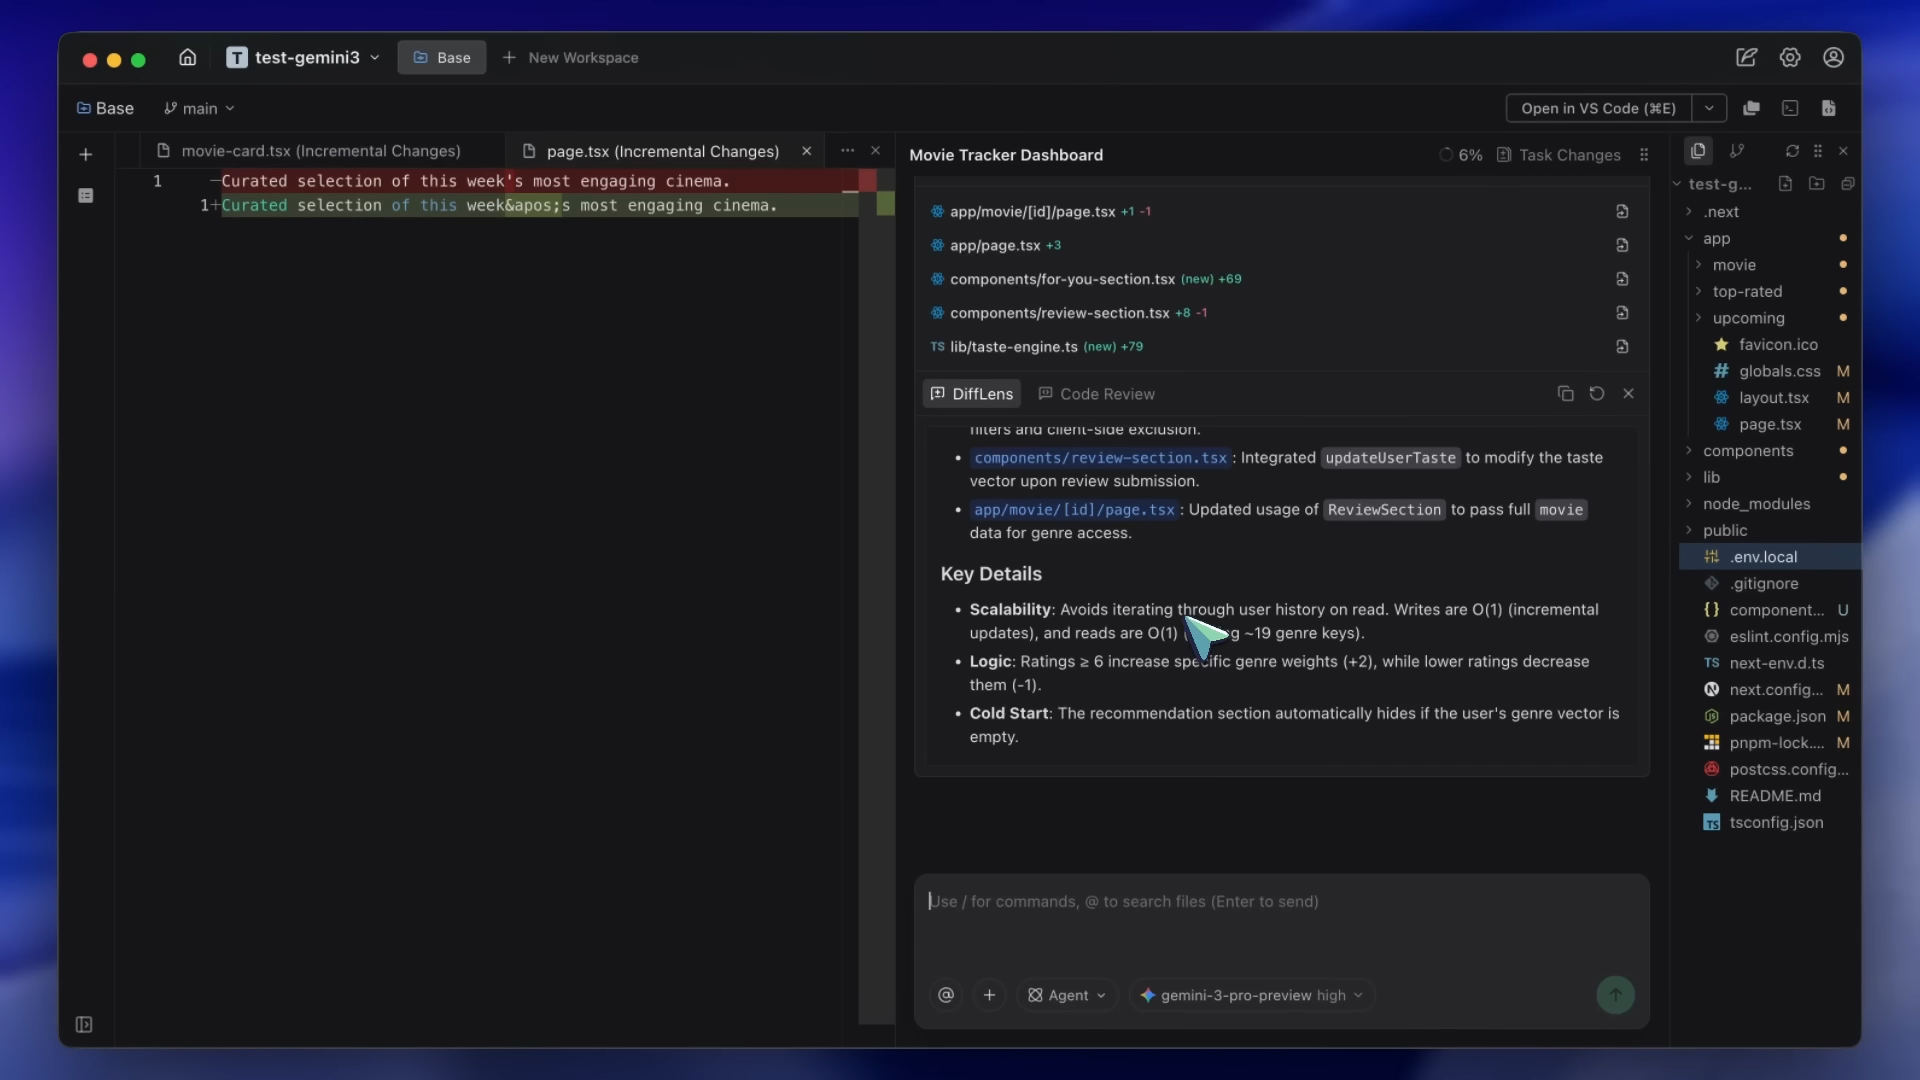 T test-gemini3
Base
New Workspace
Base
main
Open in VS Code (⌘E)
movie-card.tsx (Incremental Changes)
page.tsx (Incremental Changes)
1 —Curated selection of this week's most engaging cinema.
1+Curated selection of this week&apos;s most engaging cinema.
Movie Tracker Dashboard
6%
Task Changes
app/movie/[id]/page.tsx +1 -1
app/page.tsx +3
components/for-you-section.tsx (new) +69
components/review-section.tsx +8 -1
TS lib/taste-engine.ts (new) +79
DiffLens
Code Review
filters and client-side exclusion.
• components/review-section.tsx: Integrated updateUserTaste to modify the taste
vector upon review submission.
• app/movie/[id]/page.tsx: Updated usage of ReviewSection to pass full movie
data for genre access.
Key Details
• Scalability: Avoids iterating through user history on read. Writes are O(1) (incremental
updates), and reads are O(1) ~19 genre keys).
• Logic: Ratings ≥ 6 increase specific genre weights (+2), while lower ratings decrease
them (-1).
• Cold Start: The recommendation section automatically hides if the user's genre vector is
empty.
Use / for commands, @ to search files (Enter to send)
@
Agent
gemini-3-pro-preview high
test-g...
.next
app
movie
top-rated
upcoming
favicon.ico
# globals.css M
layout.tsx M
page.tsx M
components
lib
node_modules
public
.env.local
.gitignore
{} component... U
eslint.config.mjs
TS next-env.d.ts
N next.config... M
package.json M
pnpm-lock.... M
postcss.config...
README.md
TS tsconfig.json